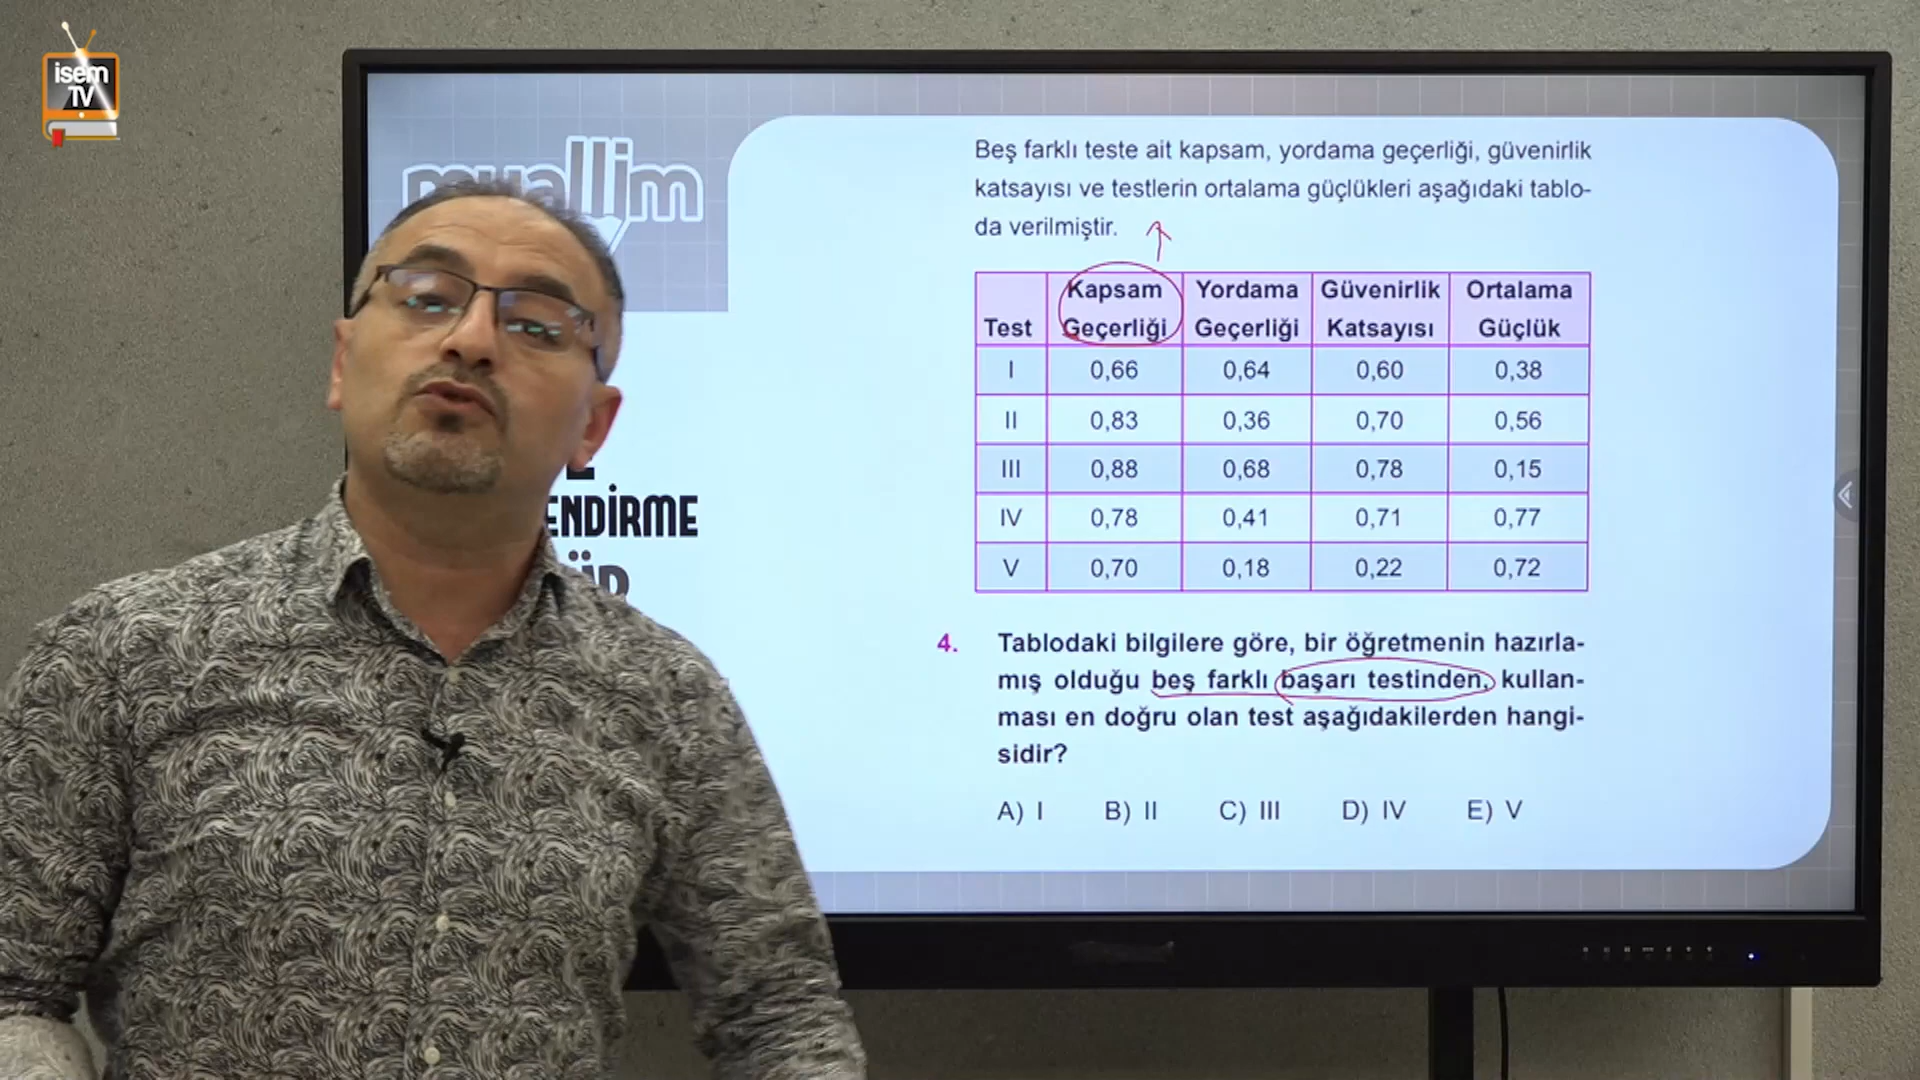 isem
TV
muallim
ENDİRME
Beş farklı teste ait kapsam, yordama geçerliği, güvenirlik
katsayısı ve testlerin ortalama güçlükleri aşağıdaki tablo-
da verilmiştir.
Test Kapsam Geçerliği Yordama Geçerliği Güvenirlik Katsayısı Ortalama Güçlük
I 0,66 0,64 0,60 0,38
II 0,83 0,36 0,70 0,56
III 0,88 0,68 0,78 0,15
IV 0,78 0,41 0,71 0,77
V 0,70 0,18 0,22 0,72
4. Tablodaki bilgilere göre, bir öğretmenin hazırla-
mış olduğu beş farklı başarı testinden, kullan-
ması en doğru olan test aşağıdakilerden hangi-
sidir?
A) I B) II C) III D) IV E) V